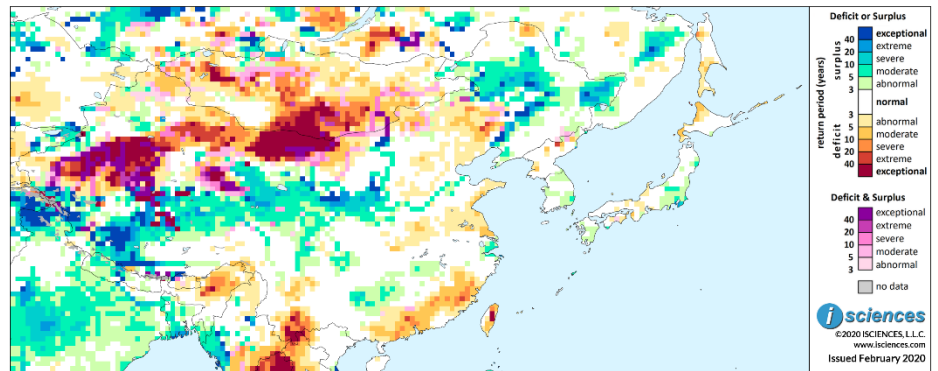 Deficit or Surplus
return period (years)
surplus
deficit
exceptional
40
extreme
20
severe
10
moderate
5
abnormal
3
normal
3
abnormal
5
moderate
10
severe
20
extreme
40
exceptional
Deficit & Surplus
exceptional
40
extreme
20
severe
10
moderate
5
abnormal
3
no data
i sciences
©2020 ISCIENCES, L.L.C.
www.isciences.com
Issued February 2020